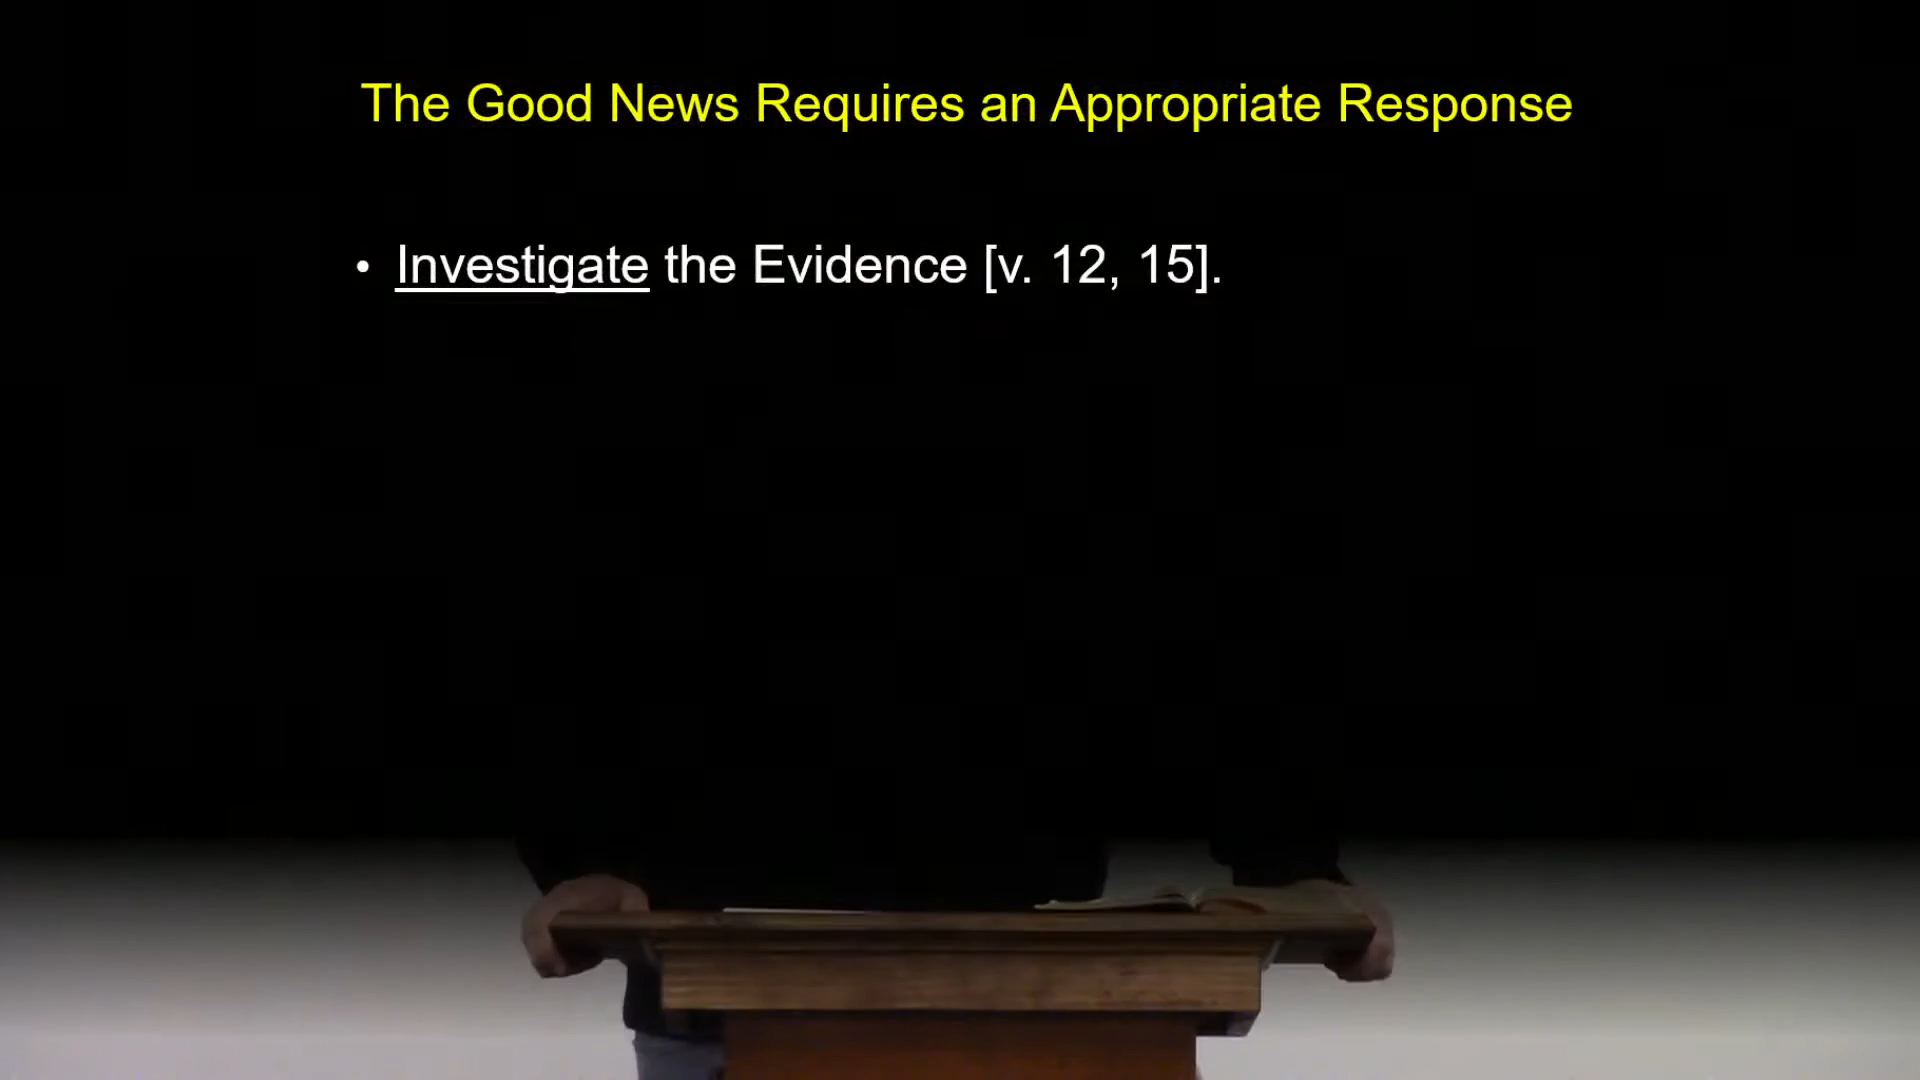 The Good News Requires an Appropriate Response
• Investigate the Evidence [v. 12, 15].